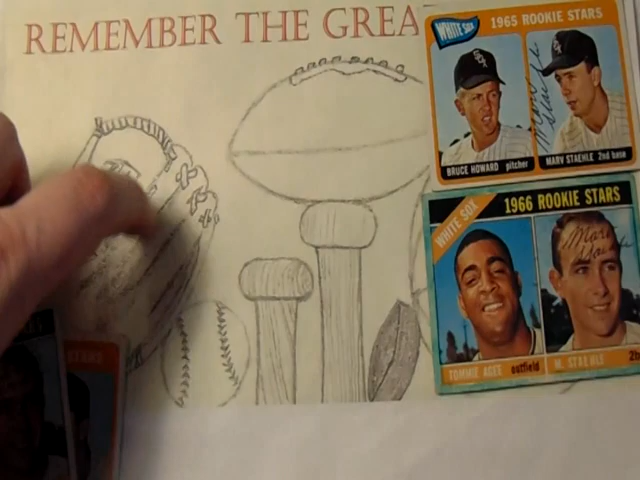 REMEMBER THE GREA
WHITE SOX
1965 ROOKIE STARS
BRUCE HOWARD pitcher
MARV STAEHLE 2nd base
WHITE SOX
1966 ROOKIE STARS
TOMMIE AGEE outfield
M. STAEHLE 2b